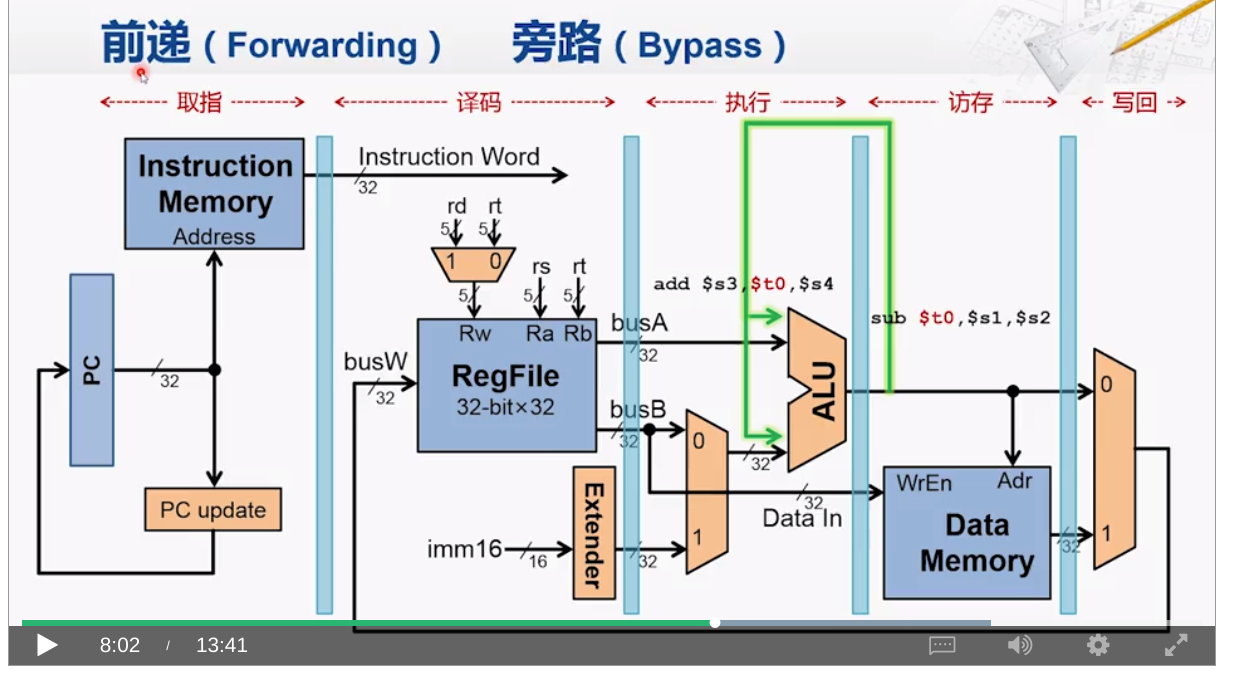 前递（Forwarding） 旁路（Bypass）
取指 译码 执行 访存 写回
Instruction
Memory
Address
Instruction Word
32
rd rt
5 5
1 0
5
rs rt
5 5
Rw Ra Rb
RegFile
32-bit×32
busW
32
busA
32
busB
32
PC
32
PC update
imm16
16
Extender
32
0
1
32
add $s3,$t0,$s4
ALU
sub $t0,$s1,$s2
32
Data In
WrEn Adr
Data
Memory
32
0
1
8:02 / 13:41